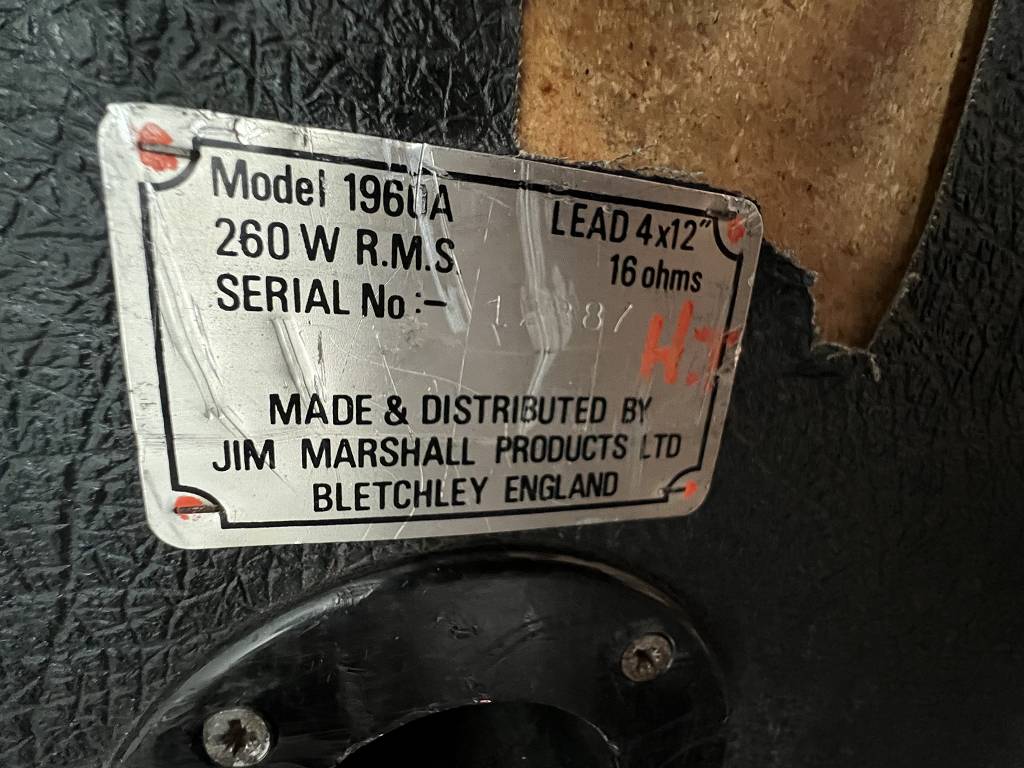 Model 1960A
LEAD 4x12"
260 W R.M.S.
16 ohms
SERIAL No :-
MADE & DISTRIBUTED BY
JIM MARSHALL PRODUCTS LTD
BLETCHLEY ENGLAND